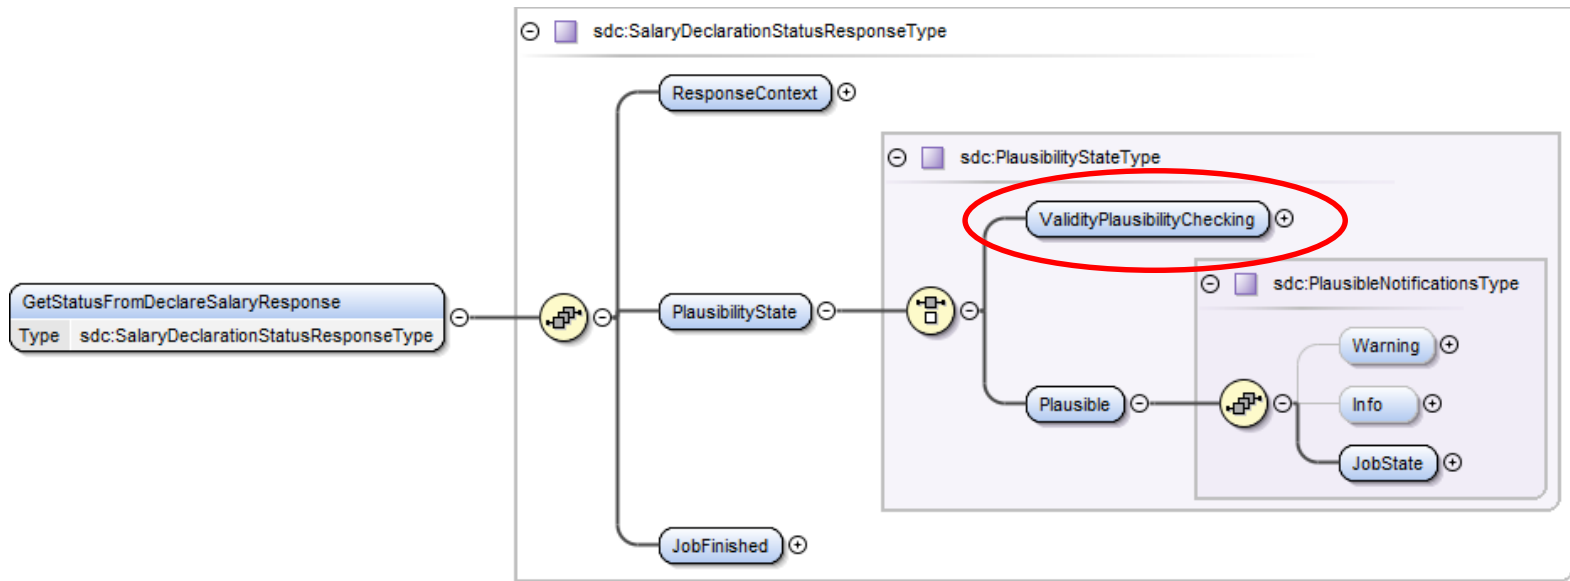 sdc:SalaryDeclarationStatusResponseType
ResponseContext
sdc:PlausibilityStateType
ValidityPlausibilityChecking
sdc:PlausibleNotificationsType
GetStatusFromDeclareSalaryResponse
Type sdc:SalaryDeclarationStatusResponseType
PlausibilityState
Warning
Plausible
Info
JobState
JobFinished